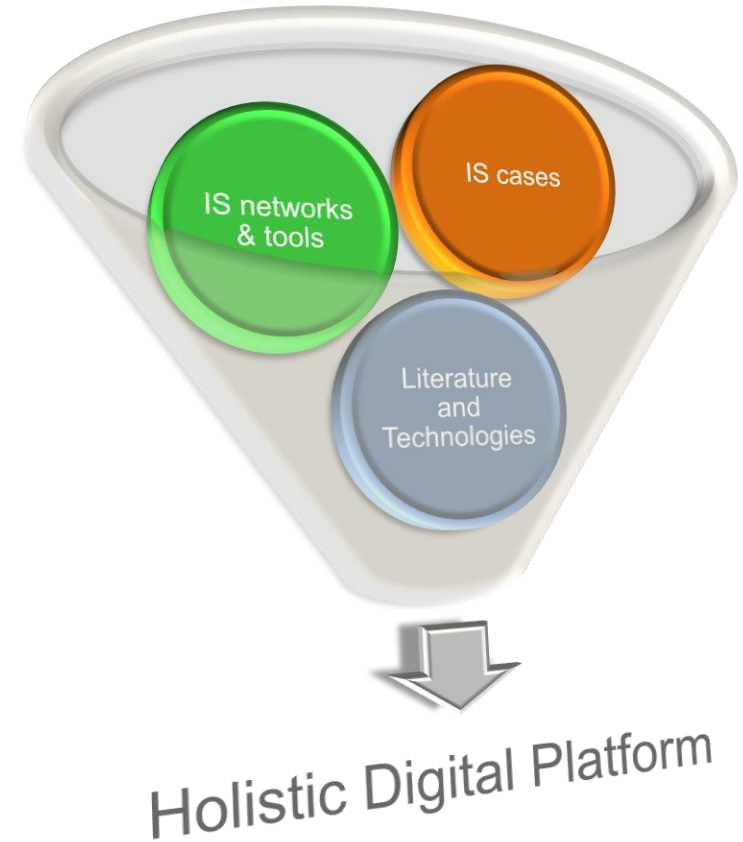 IS networks
& tools
IS cases
Literature
and
Technologies
Holistic Digital Platform